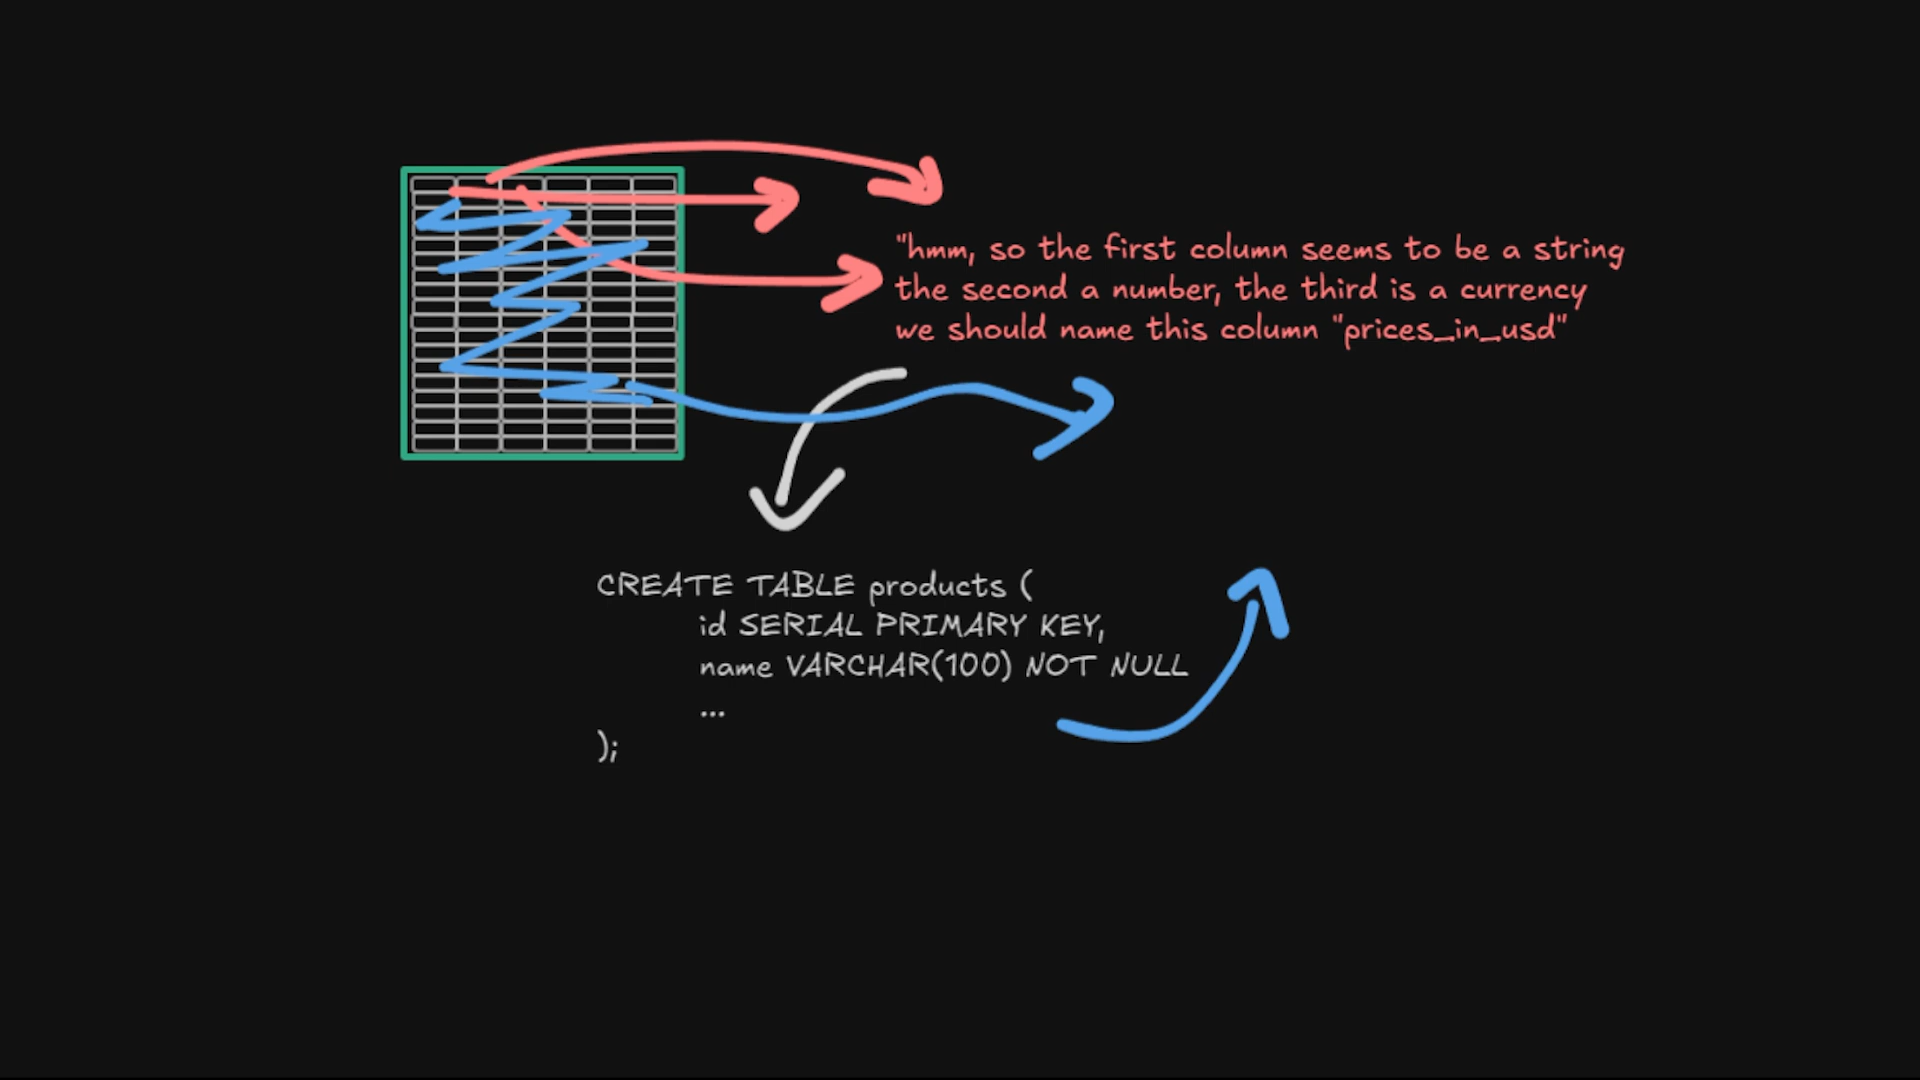 "hmm, so the first column seems to be a string
the second a number, the third is a currency
we should name this column "prices_in_usd"
CREATE TABLE products (
id SERIAL PRIMARY KEY,
name VARCHAR(100) NOT NULL
...
);